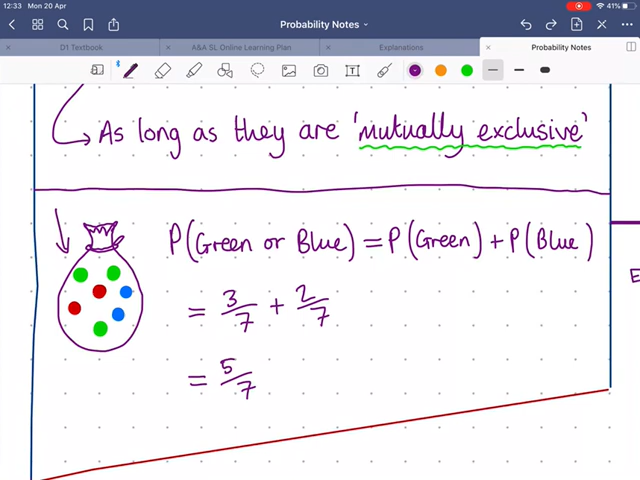 12:33 Mon 20 Apr
41%
Probability Notes
D1 Textbook
A&A SL Online Learning Plan
Explanations
Probability Notes
As long as they are 'mutually exclusive'
P(Green or Blue) = P(Green) + P(Blue)
= 3/7 + 2/7
= 5/7
E